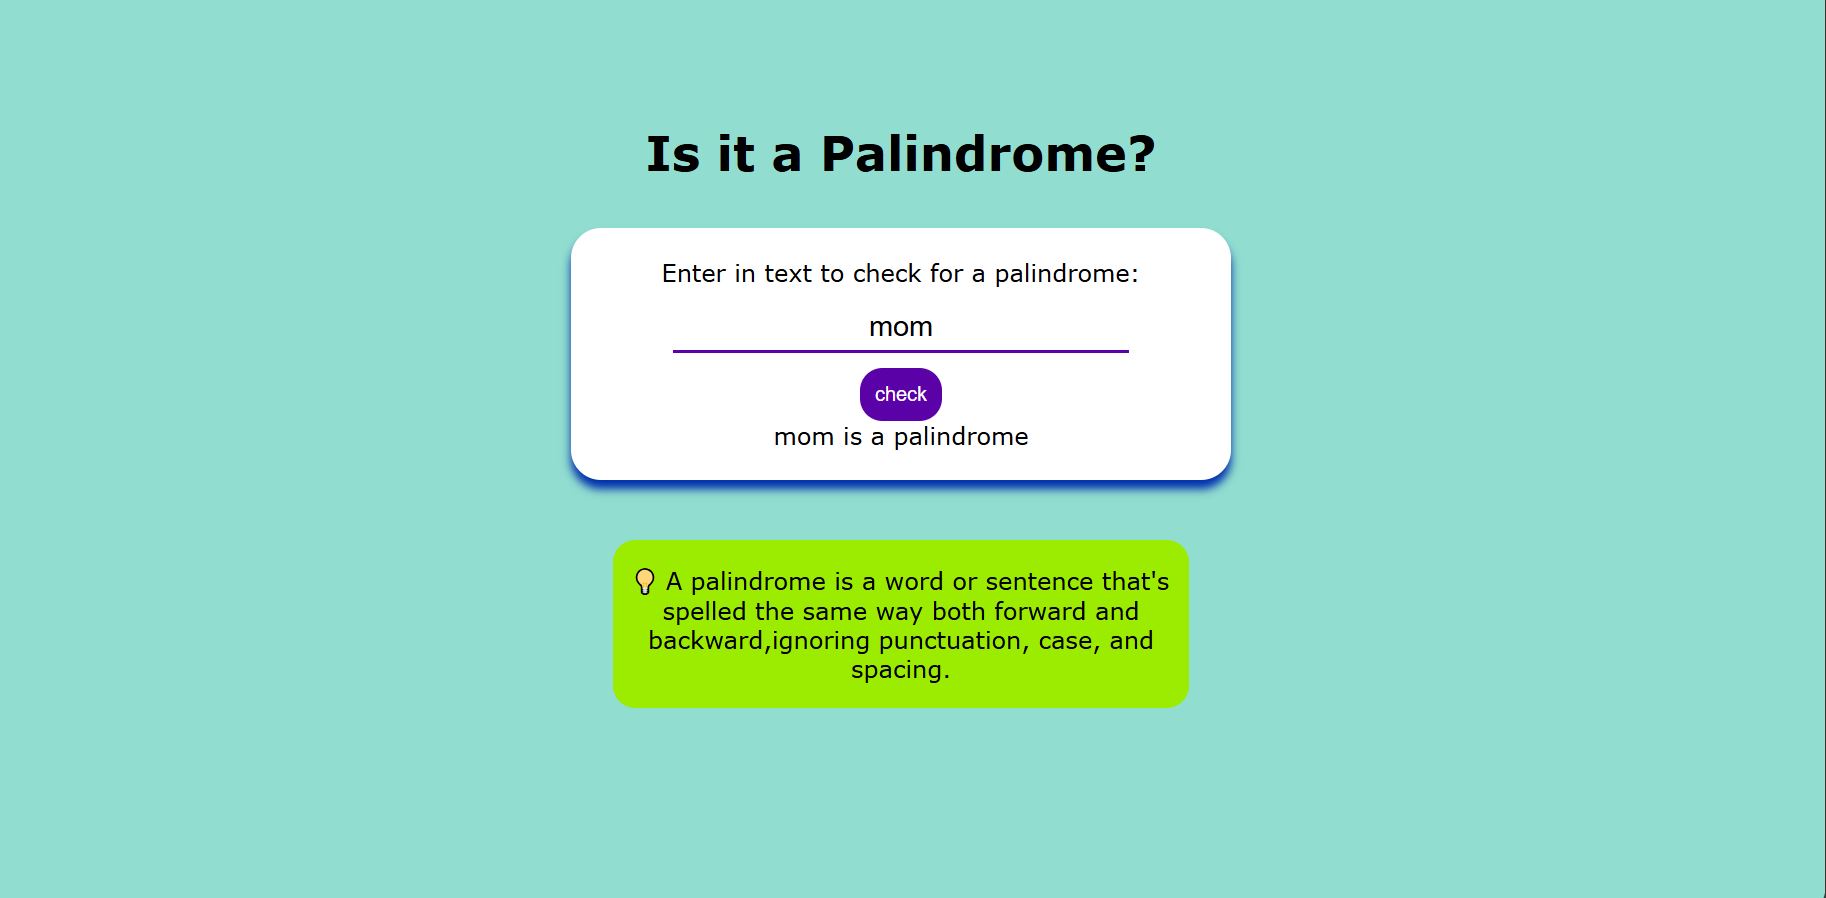 Is it a Palindrome?
Enter in text to check for a palindrome:
mom
check
mom is a palindrome
💡 A palindrome is a word or sentence that's
spelled the same way both forward and
backward,ignoring punctuation, case, and
spacing.